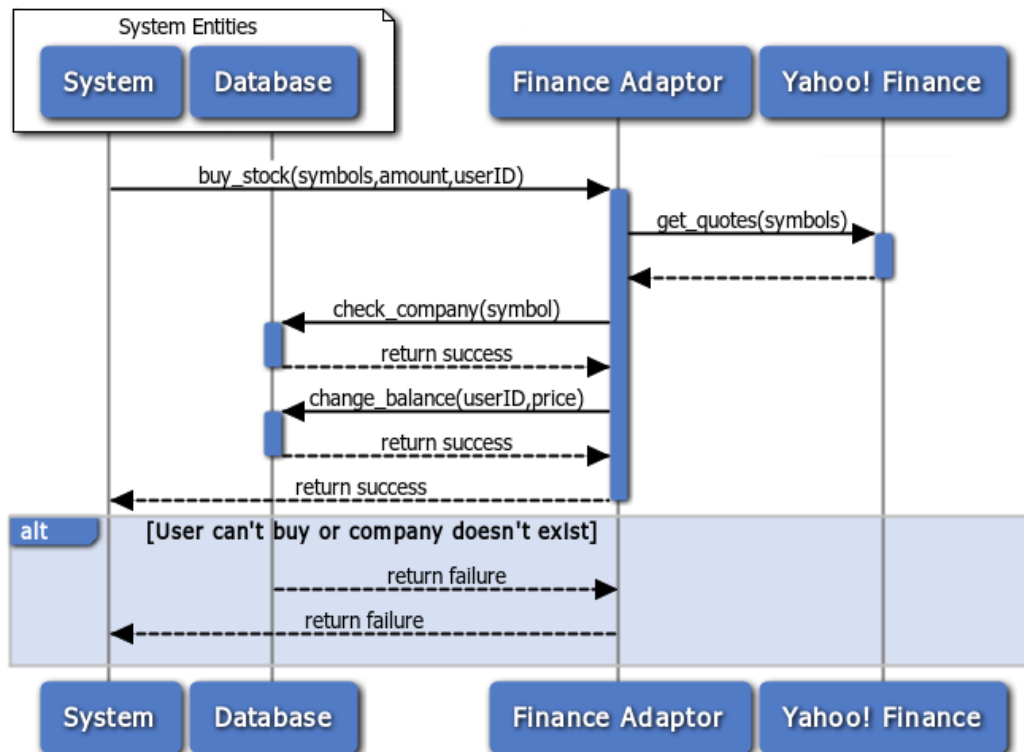 System Entities
System
Database
Finance Adaptor
Yahoo! Finance
buy_stock(symbols,amount,userID)
get_quotes(symbols)
check_company(symbol)
return success
change_balance(userID,price)
return success
return success
alt
[User can't buy or company doesn't exist]
return failure
return failure
System
Database
Finance Adaptor
Yahoo! Finance